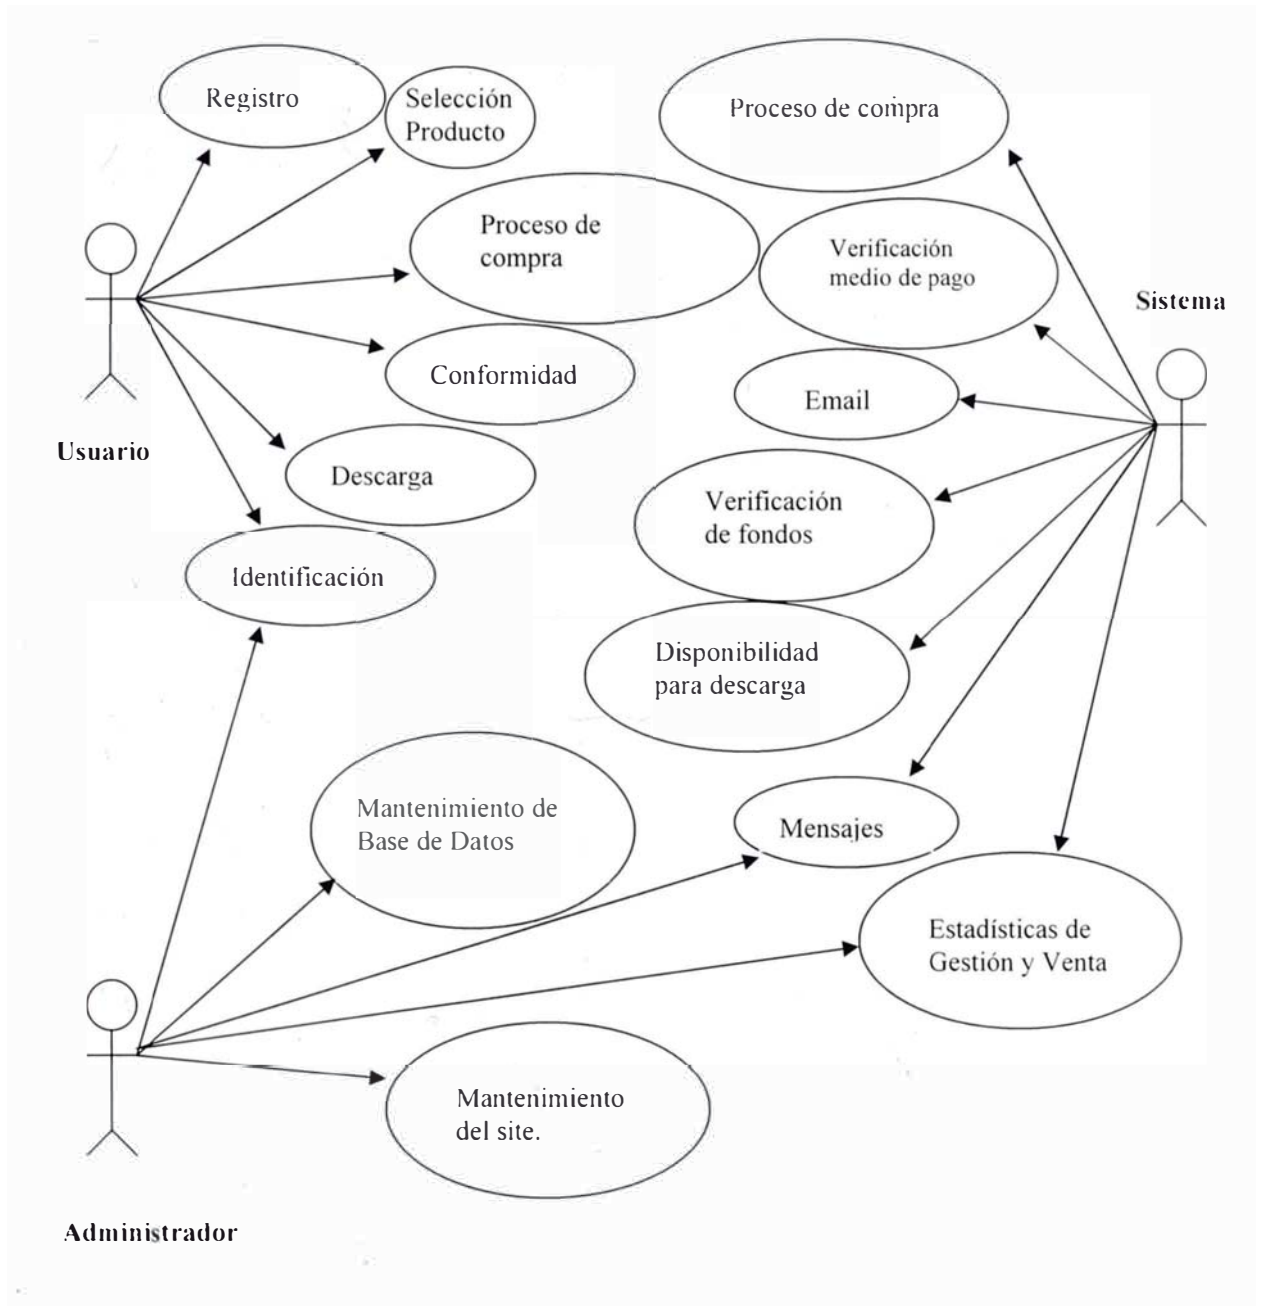 Registro
Selección
Producto
Proceso de compra
Proceso de
compra
Verificación
medio de pago
Sistema
Conformidad
Email
Usuario
Descarga
Verificación
de fondos
Identificación
Disponibilidad
para descarga
Mantenimiento de
Base de Datos
Mensajes
Estadísticas de
Gestión y Venta
Mantenimiento
del site.
Administrador